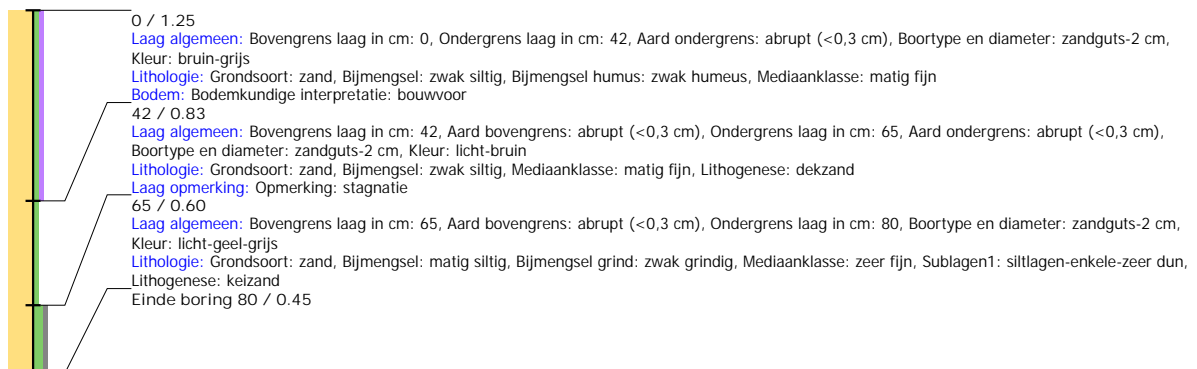 0 / 1.25
Laag algemeen: Bovengrens laag in cm: 0, Ondergrens laag in cm: 42, Aard ondergrens: abrupt (<0,3 cm), Boortype en diameter: zandguts-2 cm,
Kleur: bruin-grijs
Lithologie: Grondsoort: zand, Bijmengsel: zwak siltig, Bijmengsel humus: zwak humeus, Mediaanklasse: matig fijn
Bodem: Bodemkundige interpretatie: bouwvoor
42 / 0.83
Laag algemeen: Bovengrens laag in cm: 42, Aard bovengrens: abrupt (<0,3 cm), Ondergrens laag in cm: 65, Aard ondergrens: abrupt (<0,3 cm),
Boortype en diameter: zandguts-2 cm, Kleur: licht-bruin
Lithologie: Grondsoort: zand, Bijmengsel: zwak siltig, Mediaanklasse: matig fijn, Lithogenese: dekzand
Laag opmerking: Opmerking: stagnatie
65 / 0.60
Laag algemeen: Bovengrens laag in cm: 65, Aard bovengrens: abrupt (<0,3 cm), Ondergrens laag in cm: 80, Boortype en diameter: zandguts-2 cm,
Kleur: licht-geel-grijs
Lithologie: Grondsoort: zand, Bijmengsel: matig siltig, Bijmengsel grind: zwak grindig, Mediaanklasse: zeer fijn, Sublagen1: siltlagen-enkele-zeer dun,
Lithogenese: keizand
Einde boring 80 / 0.45